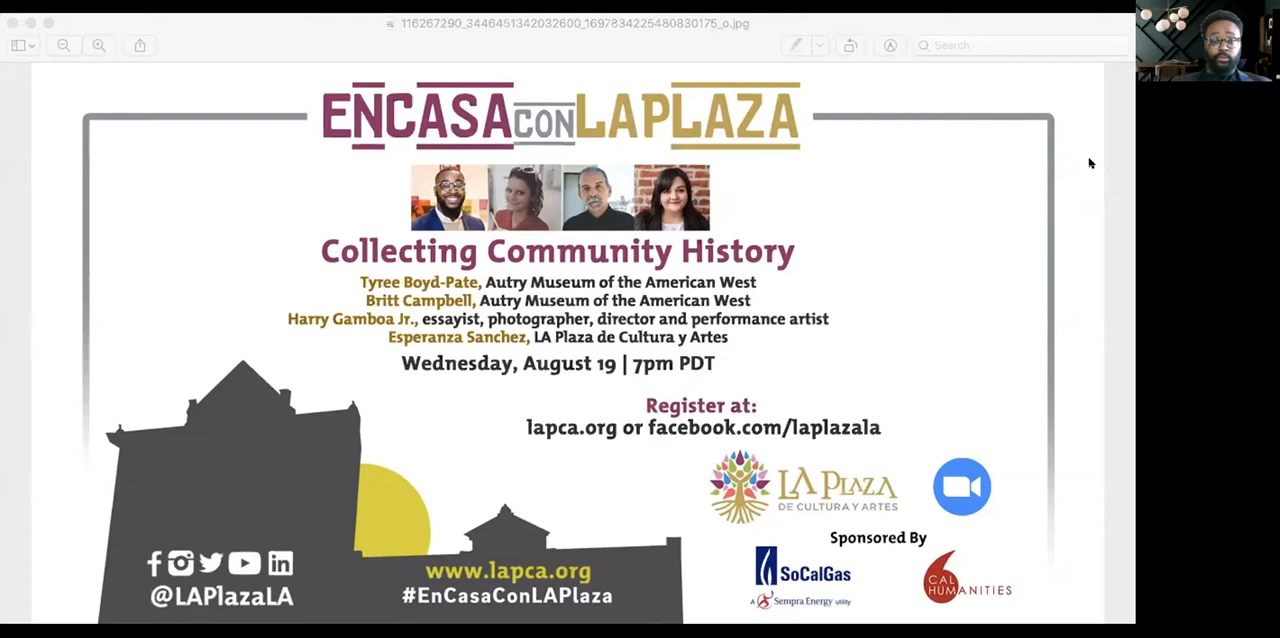 116267290_3446451342032600_1697834225480830175_o.jpg
Search
ENCASACONLAPLAZA
Collecting Community History
Tyree Boyd-Pate, Autry Museum of the American West
Britt Campbell, Autry Museum of the American West
Harry Gamboa Jr., essayist, photographer, director and performance artist
Esperanza Sanchez, LA Plaza de Cultura y Artes
Wednesday, August 19 | 7pm PDT
Register at:
lapca.org or facebook.com/laplazala
LA PLAZA
DE CULTURA Y ARTES
Sponsored By
SoCalGas
A Sempra Energy utility
CAL
HUMANITIES
www.lapca.org
@LAPlazaLA
#EnCasaConLAPlaza